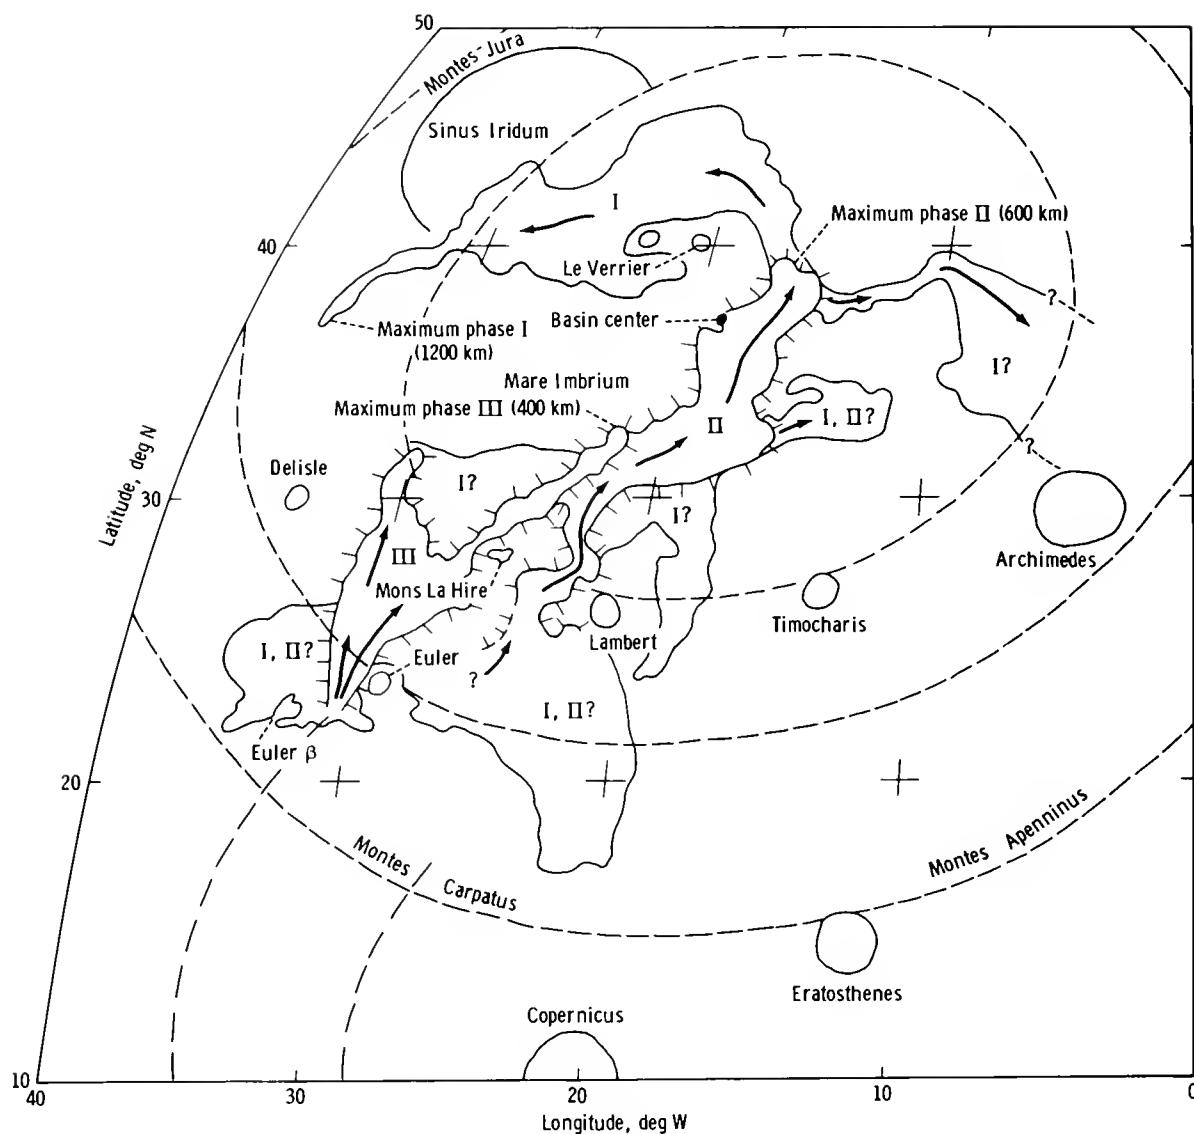 50
Montes Jura
Sinus Iridum
I
Maximum phase II (600 km)
40
Le Verrier
?
Basin center
Maximum phase I
(1200 km)
I?
Mare Imbrium
Maximum phase III (400 km)
II
I, II?
?
Delisle
I?
Latitude, deg N
30
I?
Archimedes
III
Mons La Hire
Timocharis
Lambert
I, II?
Euler
?
I, II?
Euler β
20
Montes
Carpatus
Montes Apenninus
Eratosthenes
Copernicus
10
40
30
20
10
0
Longitude, deg W